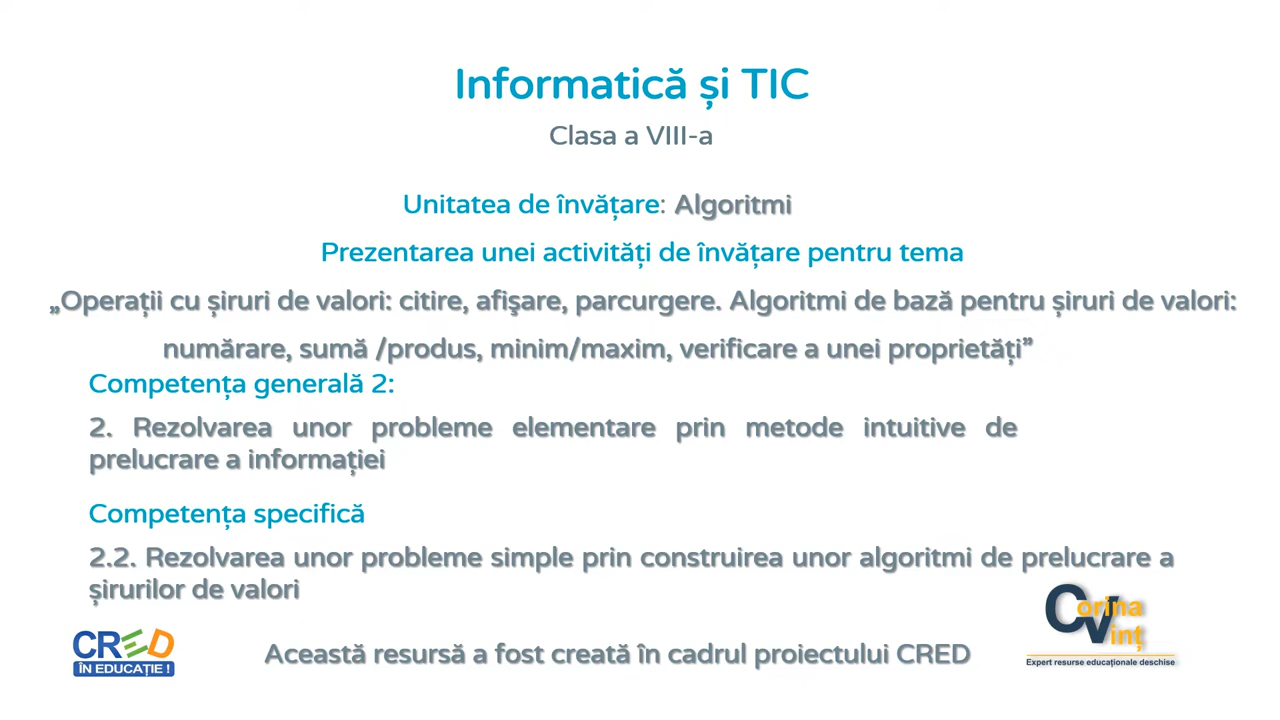 Informatică și TIC
Clasa a VIII-a
Unitatea de învățare: Algoritmi
Prezentarea unei activități de învățare pentru tema
„Operații cu șiruri de valori: citire, afişare, parcurgere. Algoritmi de bază pentru șiruri de valori:
numărare, sumă /produs, minim/maxim, verificare a unei proprietăți”
Competența generală 2:
2. Rezolvarea unor probleme elementare prin metode intuitive de
prelucrare a informației
Competența specifică
2.2. Rezolvarea unor probleme simple prin construirea unor algoritmi de prelucrare a
șirurilor de valori
CRED
ÎN EDUCAȚIE !
Această resursă a fost creată în cadrul proiectului CRED
Corina
Vinț
Expert resurse educaționale deschise